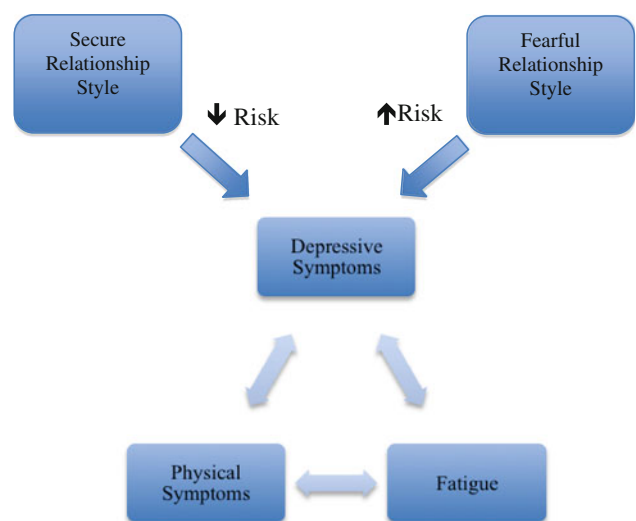 Secure
Relationship
Style
Fearful
Relationship
Style
↓ Risk
↑Risk
Depressive
Symptoms
Physical
Symptoms
Fatigue